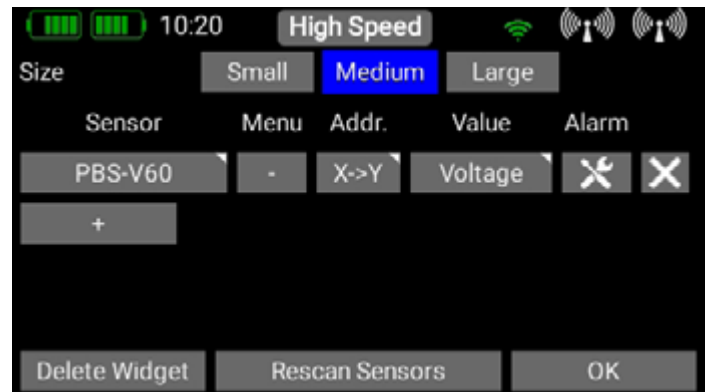 10:20 High Speed
Size Small Medium Large
Sensor Menu Addr. Value Alarm
PBS-V60 - X->Y Voltage
+
Delete Widget Rescan Sensors OK